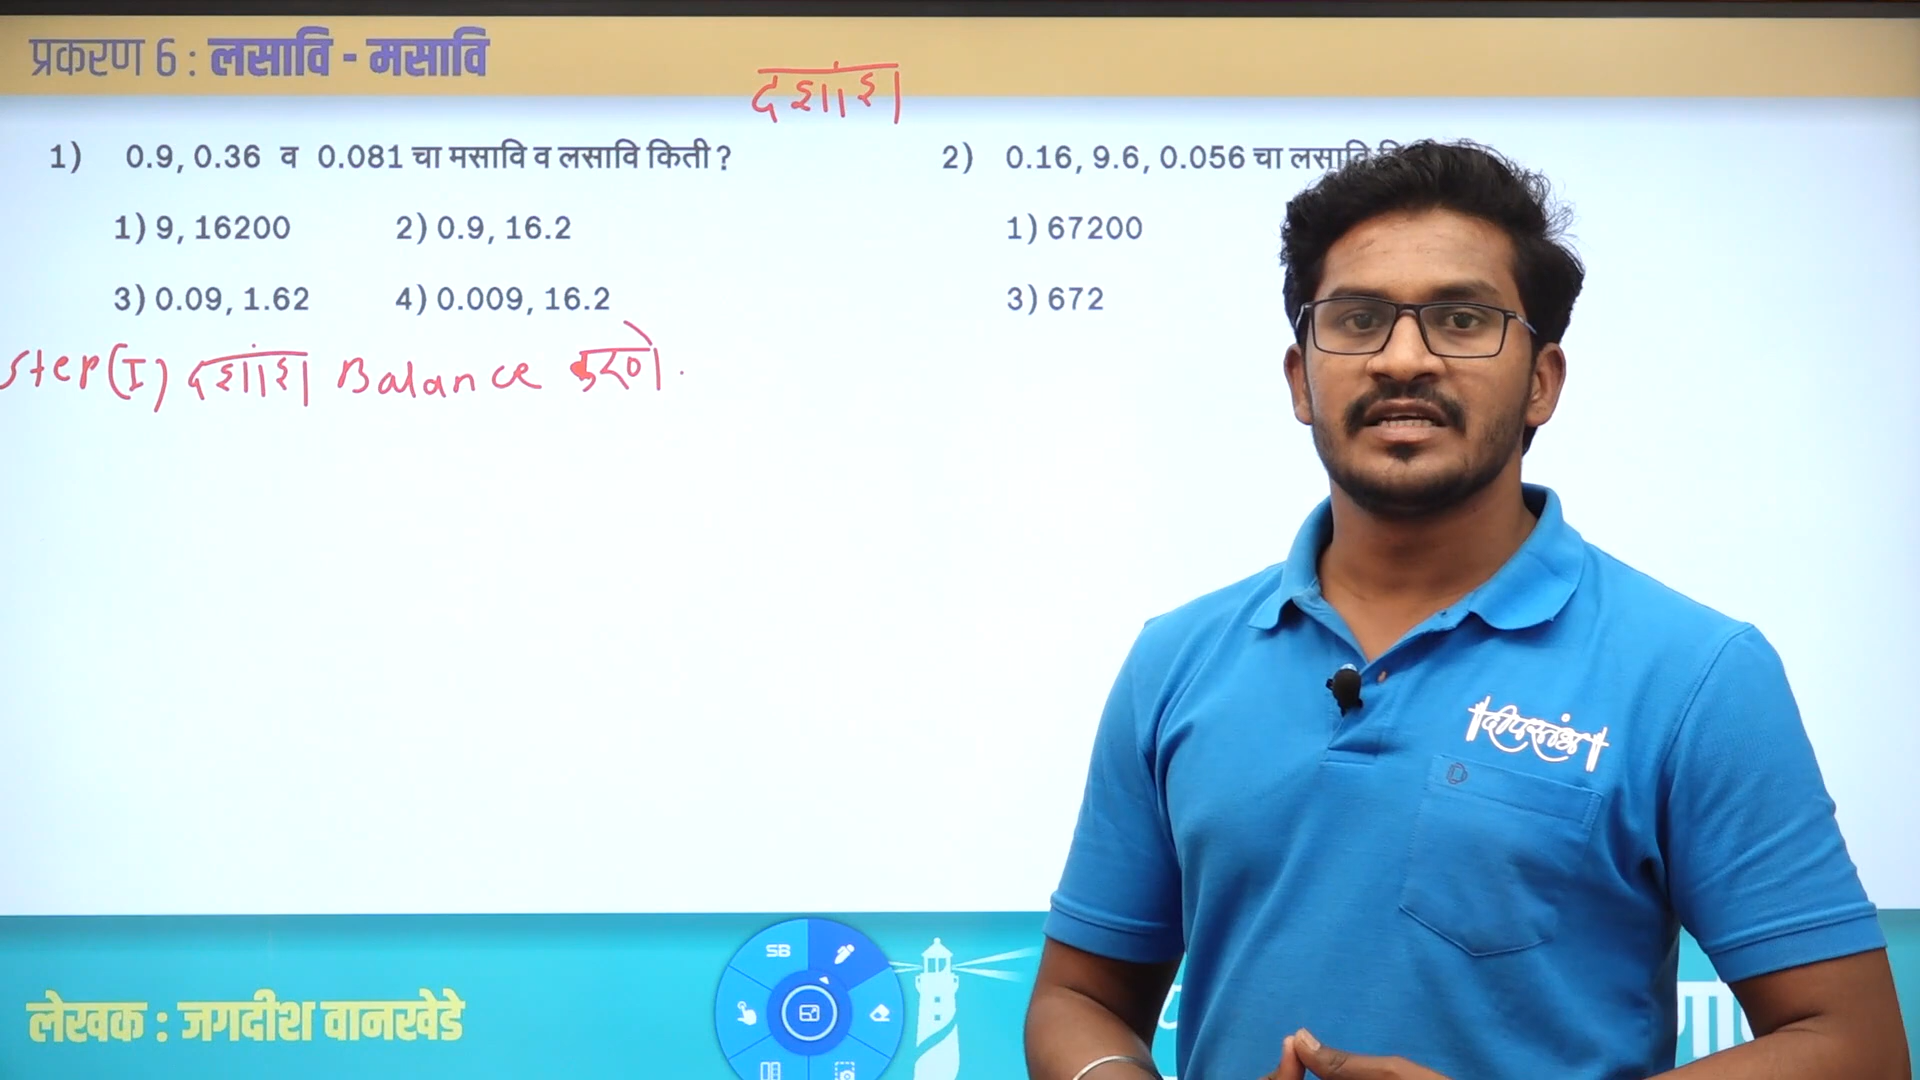 प्रकरण 6 : लसावि - मसावि
दशांश
1) 0.9, 0.36 व 0.081 चा मसावि व लसावि किती ?
1) 9, 16200 2) 0.9, 16.2
3) 0.09, 1.62 4) 0.009, 16.2
Step (I) दशांश Balance करणे.
2) 0.16, 9.6, 0.056 चा लसावि
1) 67200
3) 672
दीपस्तंभ
SB
लेखक : जगदीश वानखेडे